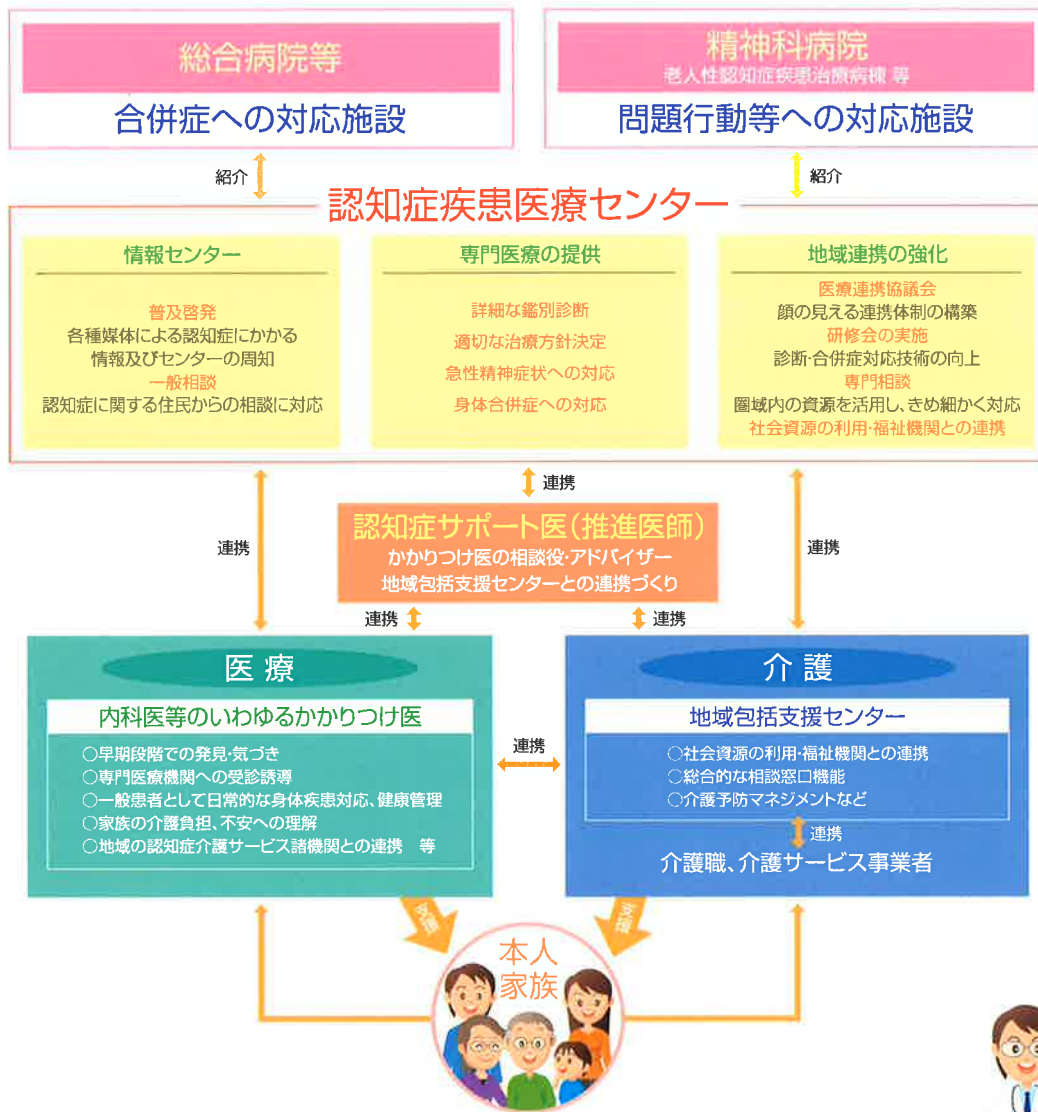 総合病院等
合併症への対応施設
精神科病院
老人性認知症疾患治療病棟 等
問題行動等への対応施設
紹介
紹介
認知症疾患医療センター
情報センター
普及啓発
各種媒体による認知症にかかる
情報及びセンターの周知
一般相談
認知症に関する住民からの相談に対応
専門医療の提供
詳細な鑑別診断
適切な治療方針決定
急性精神症状への対応
身体合併症への対応
地域連携の強化
医療連携協議会
顔の見える連携体制の構築
研修会の実施
診断・合併症対応技術の向上
専門相談
圏域内の資源を活用し、きめ細かく対応
社会資源の利用・福祉機関との連携
連携
連携
連携
認知症サポート医(推進医師)
かかりつけ医の相談役・アドバイザー
地域包括支援センターとの連携づくり
連携
連携
医療
内科医等のいわゆるかかりつけ医
○早期段階での発見・気づき
○専門医療機関への受診誘導
○一般患者として日常的な身体疾患対応、健康管理
○家族の介護負担、不安への理解
○地域の認知症介護サービス諸機関との連携 等
連携
介護
地域包括支援センター
○社会資源の利用・福祉機関との連携
○総合的な相談窓口機能
○介護予防マネジメントなど
連携
介護職、介護サービス事業者
支援
支援
本人
家族